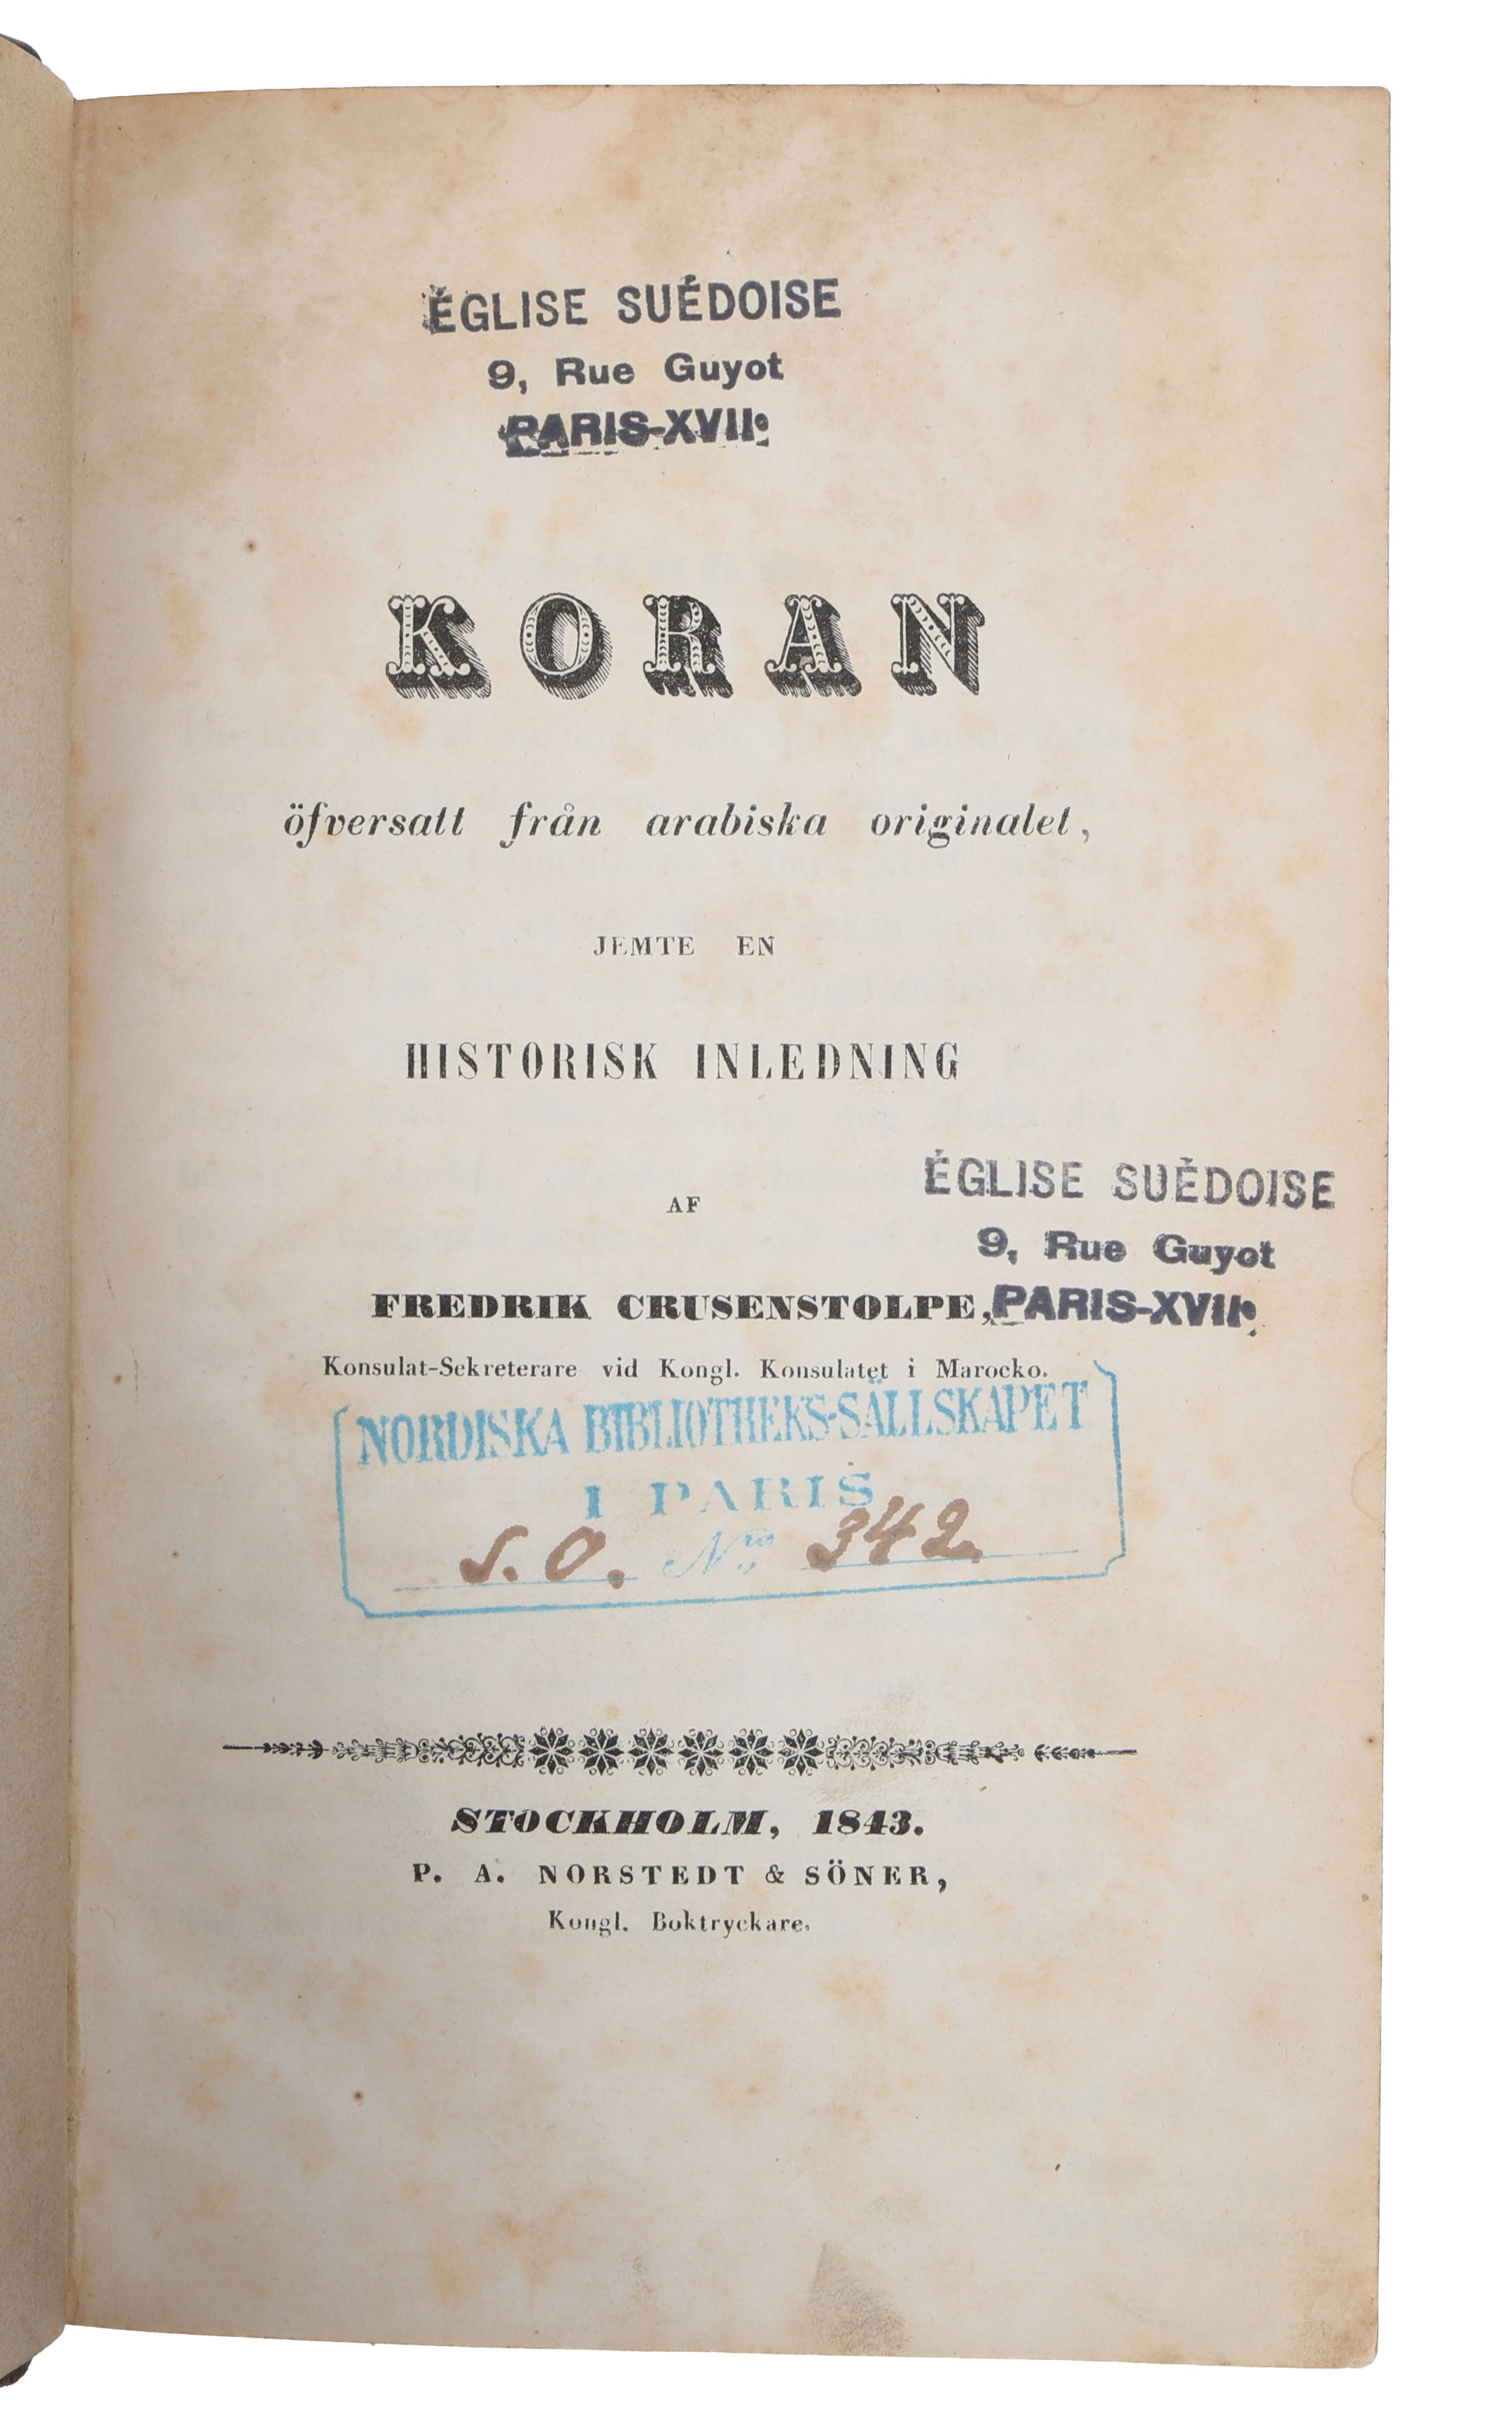 ÉGLISE SUÉDOISE
9, Rue Guyot
PARIS-XVIIe
KORAN
öfversatt från arabiska originalet,
JEMTE EN
HISTORISK INLEDNING
AF
ÉGLISE SUÉDOISE
9, Rue Guyot
PARIS-XVIIe
FREDRIK CRUSENSTOLPE,
Konsulat-Sekreterare vid Kongl. Konsulatet i Marocko.
NORDISKA BIBLIOTHEKS-SÄLLSKAPET
I PARIS
S. O. No 342.
STOCKHOLM, 1843.
P. A. NORSTEDT & SÖNER,
Kongl. Boktryckare.